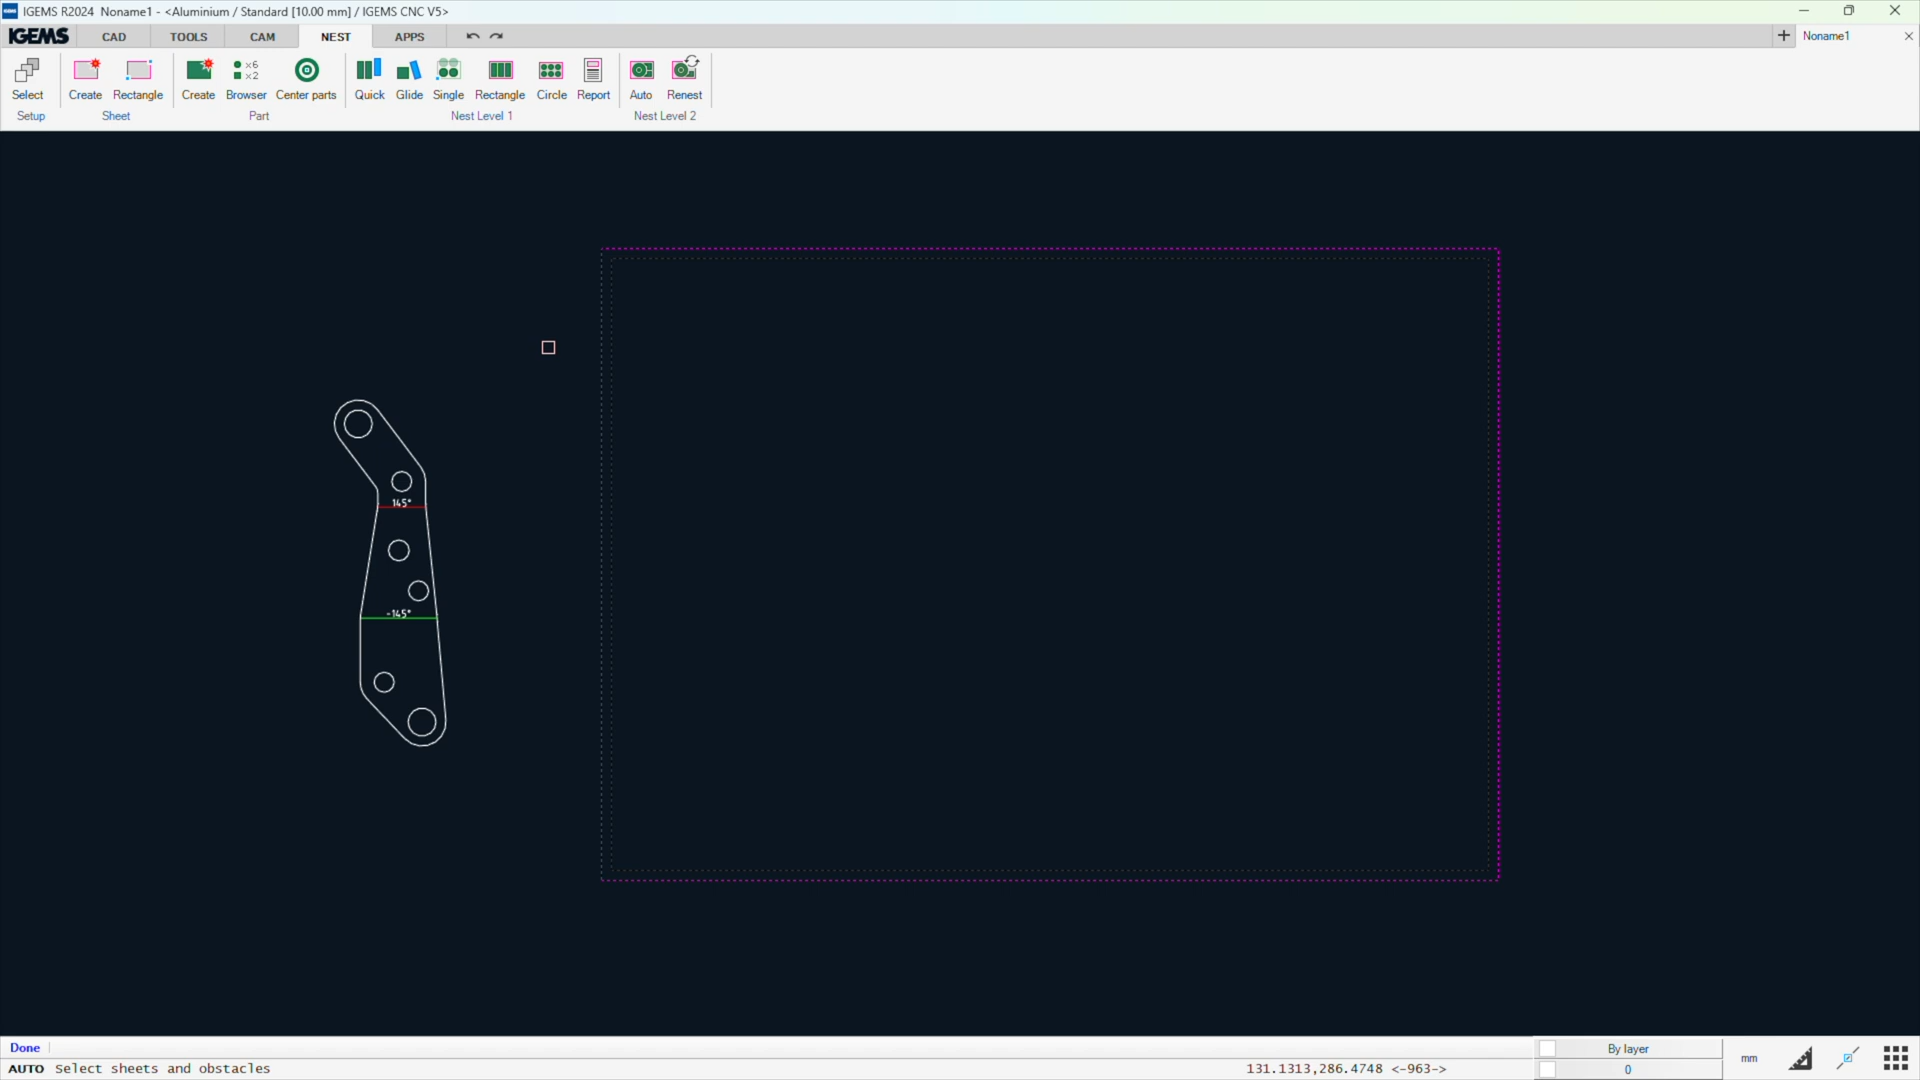 IGEMS R2024 Noname1 - <Aluminium / Standard [10.00 mm] / IGEMS CNC V5>
IGEMS CAD TOOLS CAM NEST APPS Noname1
Select Create Rectangle Create Browser Center parts Quick Glide Single Rectangle Circle Report Auto Renest
×6
×2
Setup Sheet Part Nest Level 1 Nest Level 2
145°
-145°
Done
By layer
mm
AUTO Select sheets and obstacles
131.1313,286.4748 <-963->
0